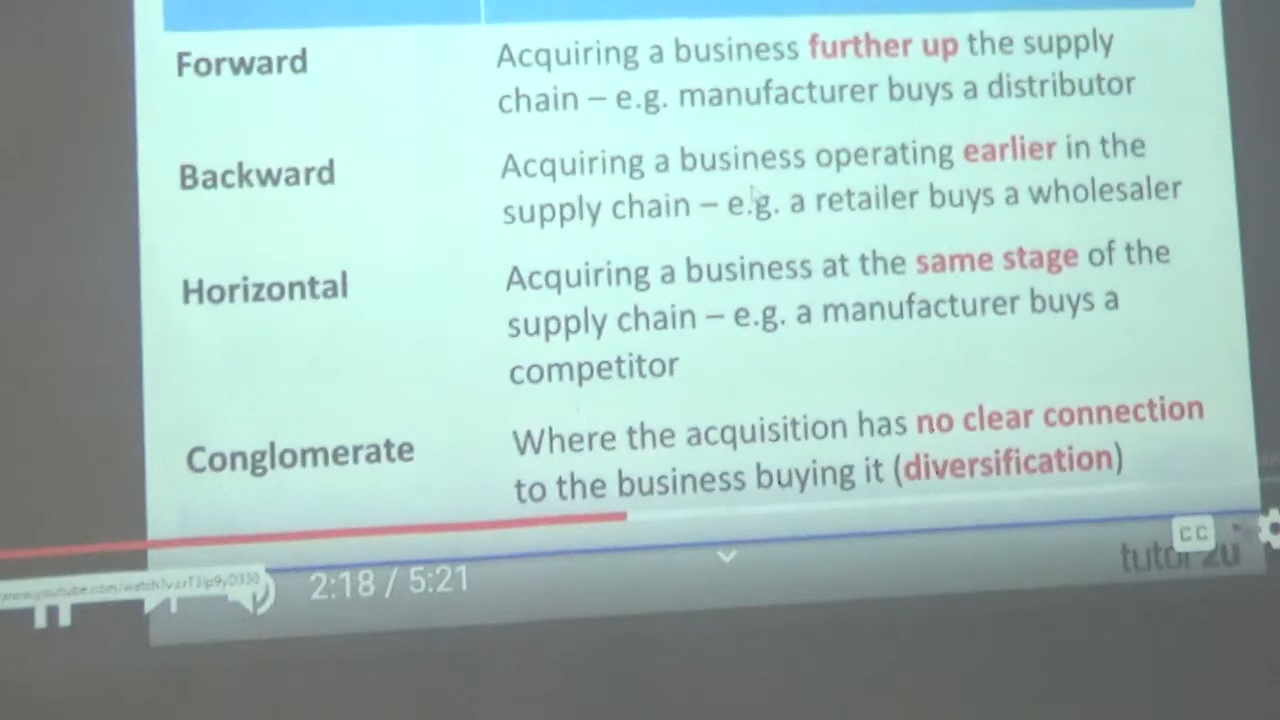 Forward
Acquiring a business further up the supply
chain – e.g. manufacturer buys a distributor
Backward
Acquiring a business operating earlier in the
supply chain – e.g. a retailer buys a wholesaler
Horizontal
Acquiring a business at the same stage of the
supply chain – e.g. a manufacturer buys a
competitor
Conglomerate
Where the acquisition has no clear connection
to the business buying it (diversification)
CC
tutor2u
2:18 / 5:21